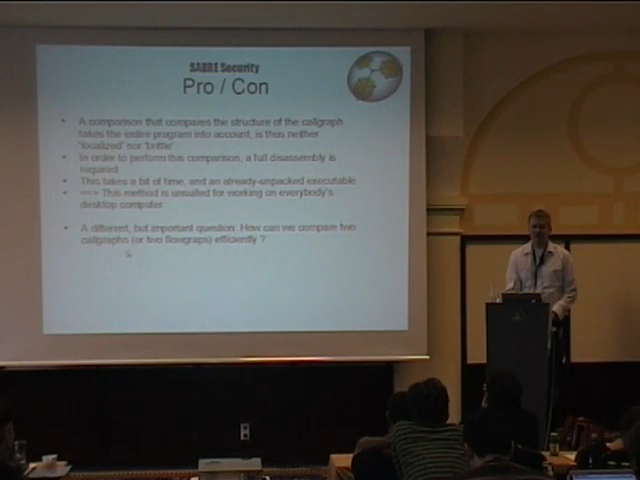 SABRE Security
Pro / Con
• A comparison that compares the structure of the callgraph
takes the entire program into account, is thus neither
'localized' nor 'brittle'
• In order to perform this comparison, a full disassembly is
required
• This takes a bit of time, and an already-unpacked executable
• ==> This method is unsuited for working on everybody's
desktop computer
• A different, but important question: How can we compare two
callgraphs (or two flowgraps) efficiently ?